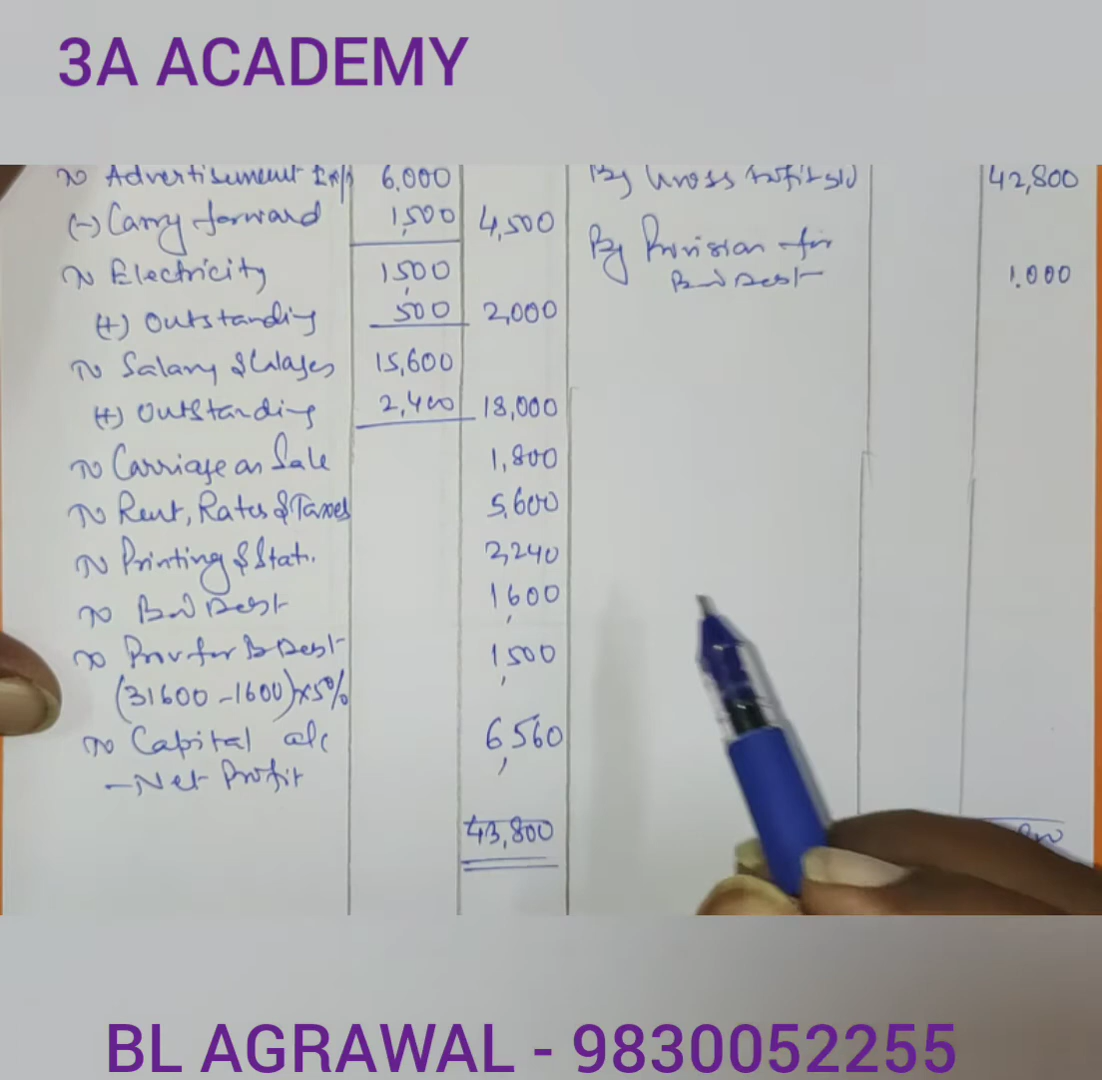 3A ACADEMY
To Advertisement Exp 6,000
(-) Carry forward 1,500 4,500
To Electricity 1,500
(+) Outstanding 500 2,000
To Salary & Wages 15,600
(+) Outstanding 2,400 18,000
To Carriage on Sale 1,800
To Rent, Rates & Taxes 5,600
To Printing & Stat. 2,240
To Bad Debt 1,600
To Prov for B Debt 1,500
(31600 - 1600) x 5%
To Capital a/c 6,560
- Net Profit
43,800
By Gross Profit b/d 42,800
By Provision for
Bad Debt 1,000
BL AGRAWAL - 9830052255